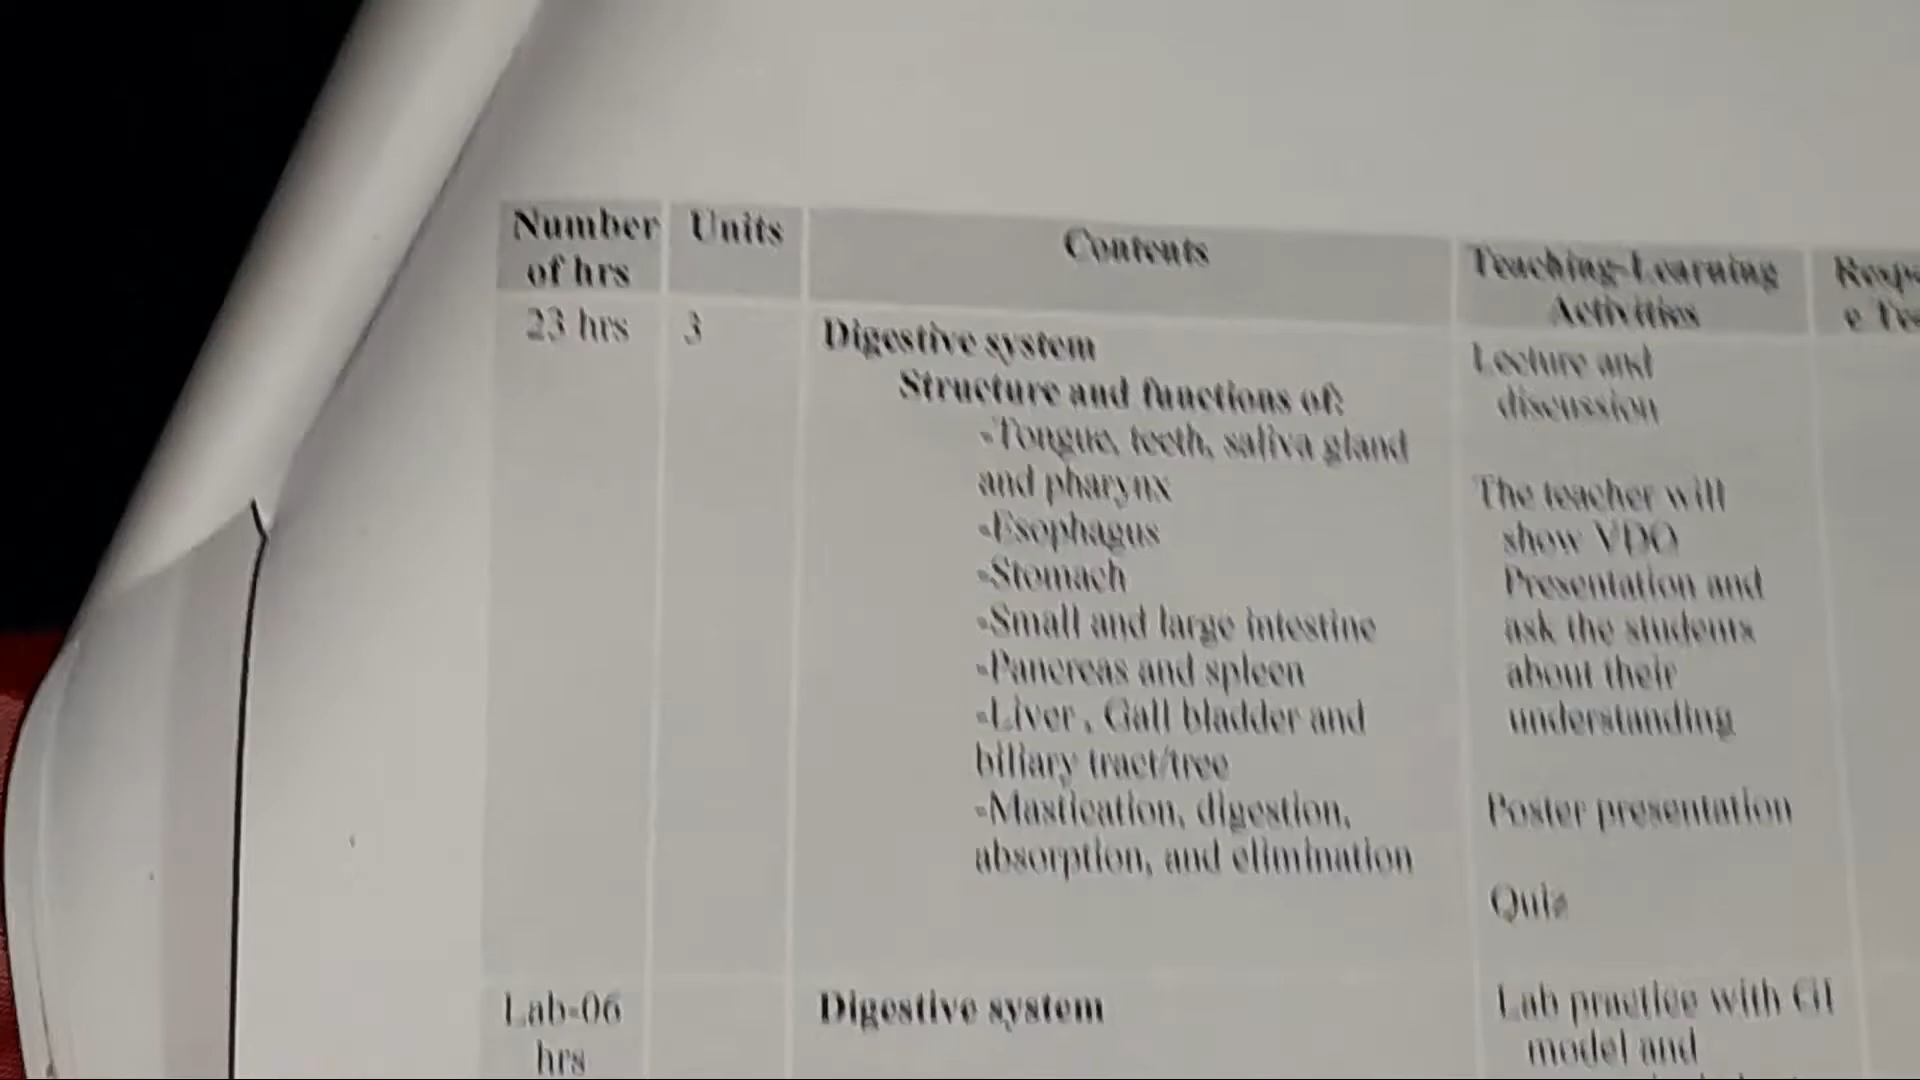 Number of hrs
Units
Contents
Teaching-Learning
Activities
23 hrs
3
Digestive system
Structure and functions of:
-Tongue, teeth, saliva gland
and pharynx
-Esophagus
-Stomach
-Small and large intestine
-Pancreas and spleen
-Liver , Gall bladder and
biliary tract/tree
-Mastication, digestion,
absorption, and elimination
Lecture and
discussion
The teacher will
show VDO
Presentation and
ask the students
about their
understanding
Poster presentation
Quiz
Lab-06
hrs
Digestive system
Lab practice with GI
model and